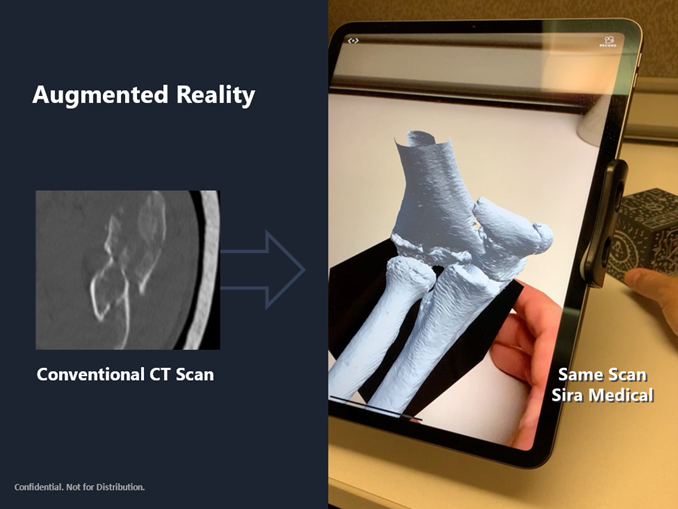 Augmented Reality
Conventional CT Scan
Same Scan
Sira Medical
Confidential. Not for Distribution.